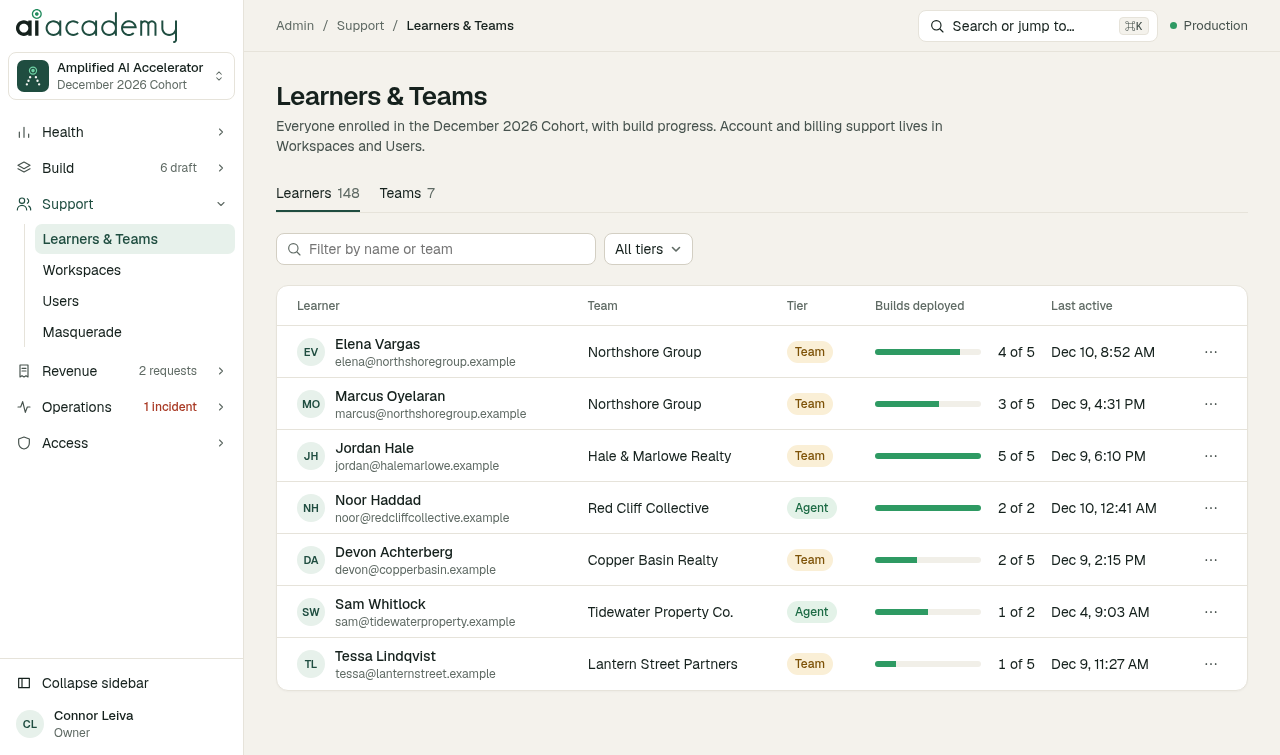 ai academy
Amplified AI Accelerator
December 2026 Cohort
Health
Build 6 draft
Support
Learners & Teams
Workspaces
Users
Masquerade
Revenue 2 requests
Operations 1 incident
Access
Collapse sidebar
CL Connor Leiva
Owner
Admin / Support / Learners & Teams
Search or jump to… ⌘K
Production
Learners & Teams
Everyone enrolled in the December 2026 Cohort, with build progress. Account and billing support lives in
Workspaces and Users.
Learners 148 Teams 7
Filter by name or team All tiers
Learner Team Tier Builds deployed Last active
EV Elena Vargas Northshore Group Team 4 of 5 Dec 10, 8:52 AM ···
elena@northshoregroup.example
MO Marcus Oyelaran Northshore Group Team 3 of 5 Dec 9, 4:31 PM ···
marcus@northshoregroup.example
JH Jordan Hale Hale & Marlowe Realty Team 5 of 5 Dec 9, 6:10 PM ···
jordan@halemarlowe.example
NH Noor Haddad Red Cliff Collective Agent 2 of 2 Dec 10, 12:41 AM ···
noor@redcliffcollective.example
DA Devon Achterberg Copper Basin Realty Team 2 of 5 Dec 9, 2:15 PM ···
devon@copperbasin.example
SW Sam Whitlock Tidewater Property Co. Agent 1 of 2 Dec 4, 9:03 AM ···
sam@tidewaterproperty.example
TL Tessa Lindqvist Lantern Street Partners Team 1 of 5 Dec 9, 11:27 AM ···
tessa@lanternstreet.example